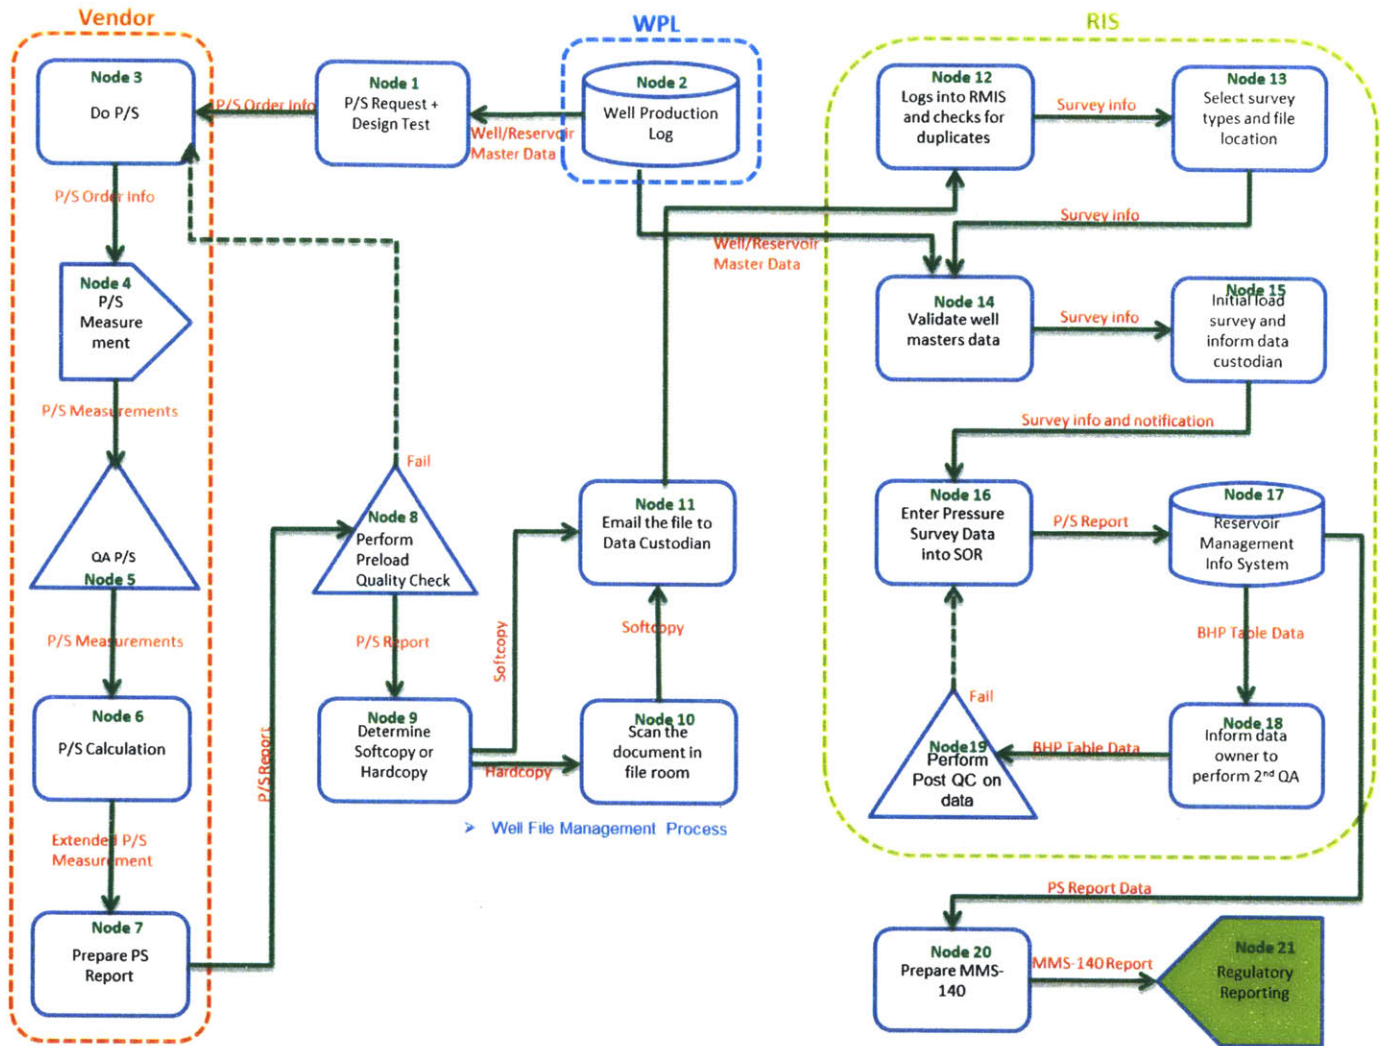 Vendor
WPL
RIS
Node 3
Do P/S
P/S Order Info
Node 1
P/S Request +
Design Test
Well/Reservoir
Master Data
Node 2
Well Production
Log
Node 12
Logs into RMIS
and checks for
duplicates
Survey info
Node 13
Select survey
types and file
location
P/S Order Info
Survey info
Well/Reservoir
Master Data
Node 4
P/S
Measure
ment
Node 14
Validate well
masters data
Survey info
Node 15
Initial load
survey and
inform data
custodian
P/S Measurements
Survey info and notification
Fail
QA P/S
Node 5
Node 8
Perform
Preload
Quality Check
Node 11
Email the file to
Data Custodian
Node 16
Enter Pressure
Survey Data
into SOR
P/S Report
Node 17
Reservoir
Management
Info System
P/S Measurements
P/S Report
Softcopy
Softcopy
BHP Table Data
Node 6
P/S Calculation
P/S Report
Node 9
Determine
Softcopy or
Hardcopy
Hardcopy
Node 10
Scan the
document in
file room
Fail
Node19
Perform
Post QC on
data
BHP Table Data
Node 18
Inform data
owner to
perform 2nd QA
➢ Well File Management Process
Extended P/S
Measurement
PS Report Data
Node 7
Prepare PS
Report
Node 20
Prepare MMS-
140
MMS-140 Report
Node 21
Regulatory
Reporting